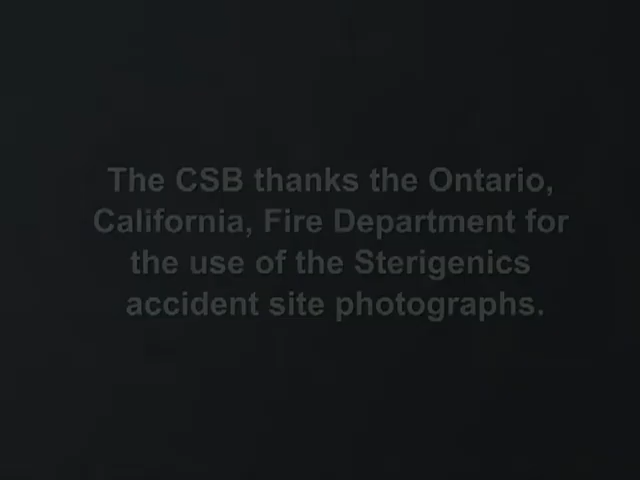 The CSB thanks the Ontario,
California, Fire Department for
the use of the Sterigenics
accident site photographs.